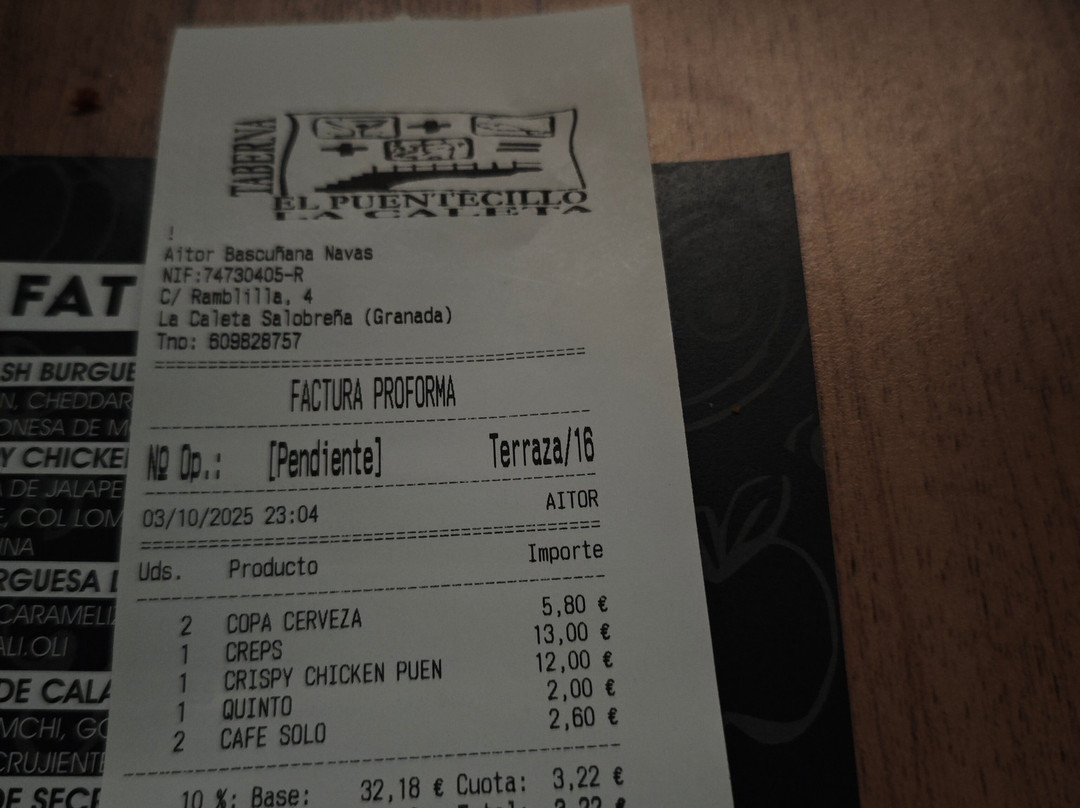 TABERNA
EL PUENTECILLO
LA CALETA
!
Aitor Bascuñana Navas
NIF:74730405-R
C/ Ramblilla, 4
La Caleta Salobreña (Granada)
Tno: 609828757
FACTURA PROFORMA
Nº Op.: [Pendiente] Terraza/16
03/10/2025 23:04 AITOR
Uds. Producto Importe
2 COPA CERVEZA 5,80 €
1 CREPS 13,00 €
1 CRISPY CHICKEN PUEN 12,00 €
1 QUINTO 2,00 €
2 CAFE SOLO 2,60 €
10 %: Base: 32,18 € Cuota: 3,22 €
FAT
SH BURGUE
N, CHEDDAR
ONESA DE M
Y CHICKEN
A DE JALAPE
E, COL LOM
INA
RGUESA
CARAMELI
ALI.OLI
DE CALA
MCHI, GO
CRUJIENTE
DE SECR